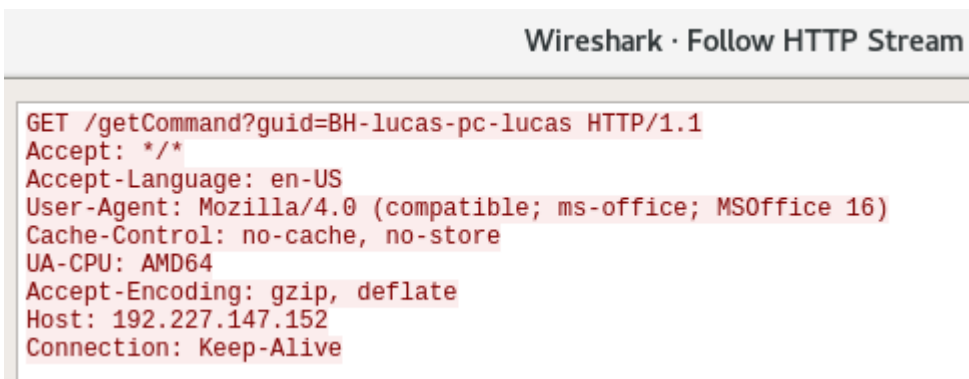 Wireshark · Follow HTTP Stream
GET /getCommand?guid=BH-lucas-pc-lucas HTTP/1.1
Accept: */*
Accept-Language: en-US
User-Agent: Mozilla/4.0 (compatible; ms-office; MSOffice 16)
Cache-Control: no-cache, no-store
UA-CPU: AMD64
Accept-Encoding: gzip, deflate
Host: 192.227.147.152
Connection: Keep-Alive